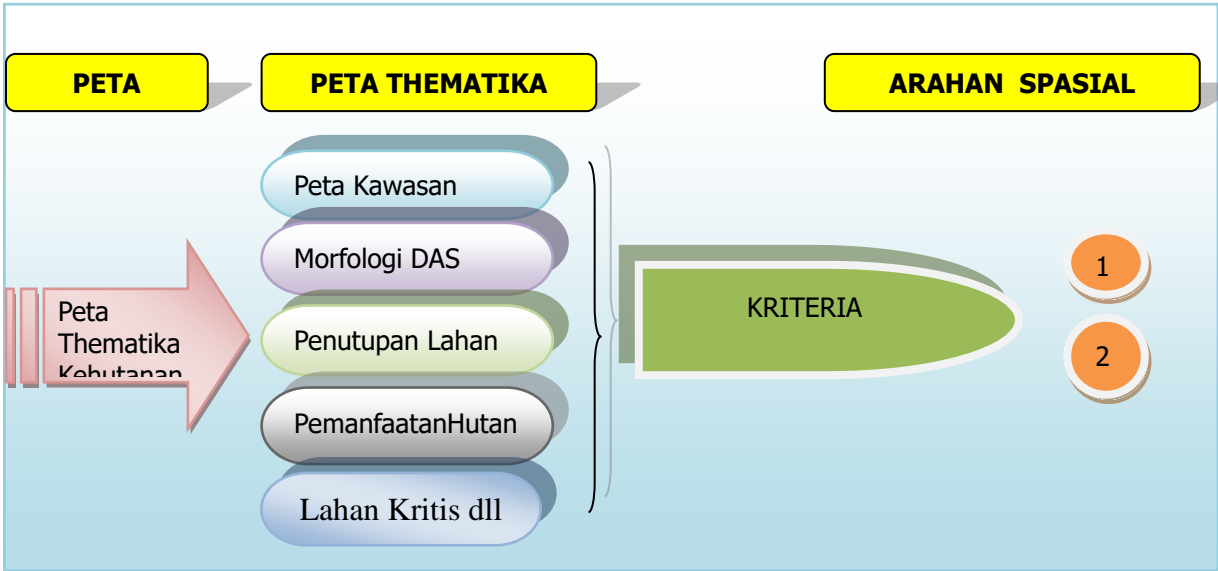 PETA
PETA THEMATIKA
ARAHAN SPASIAL
Peta
Thematika
Kehutanan
Peta Kawasan
Morfologi DAS
Penutupan Lahan
PemanfaatanHutan
Lahan Kritis dll
KRITERIA
1
2